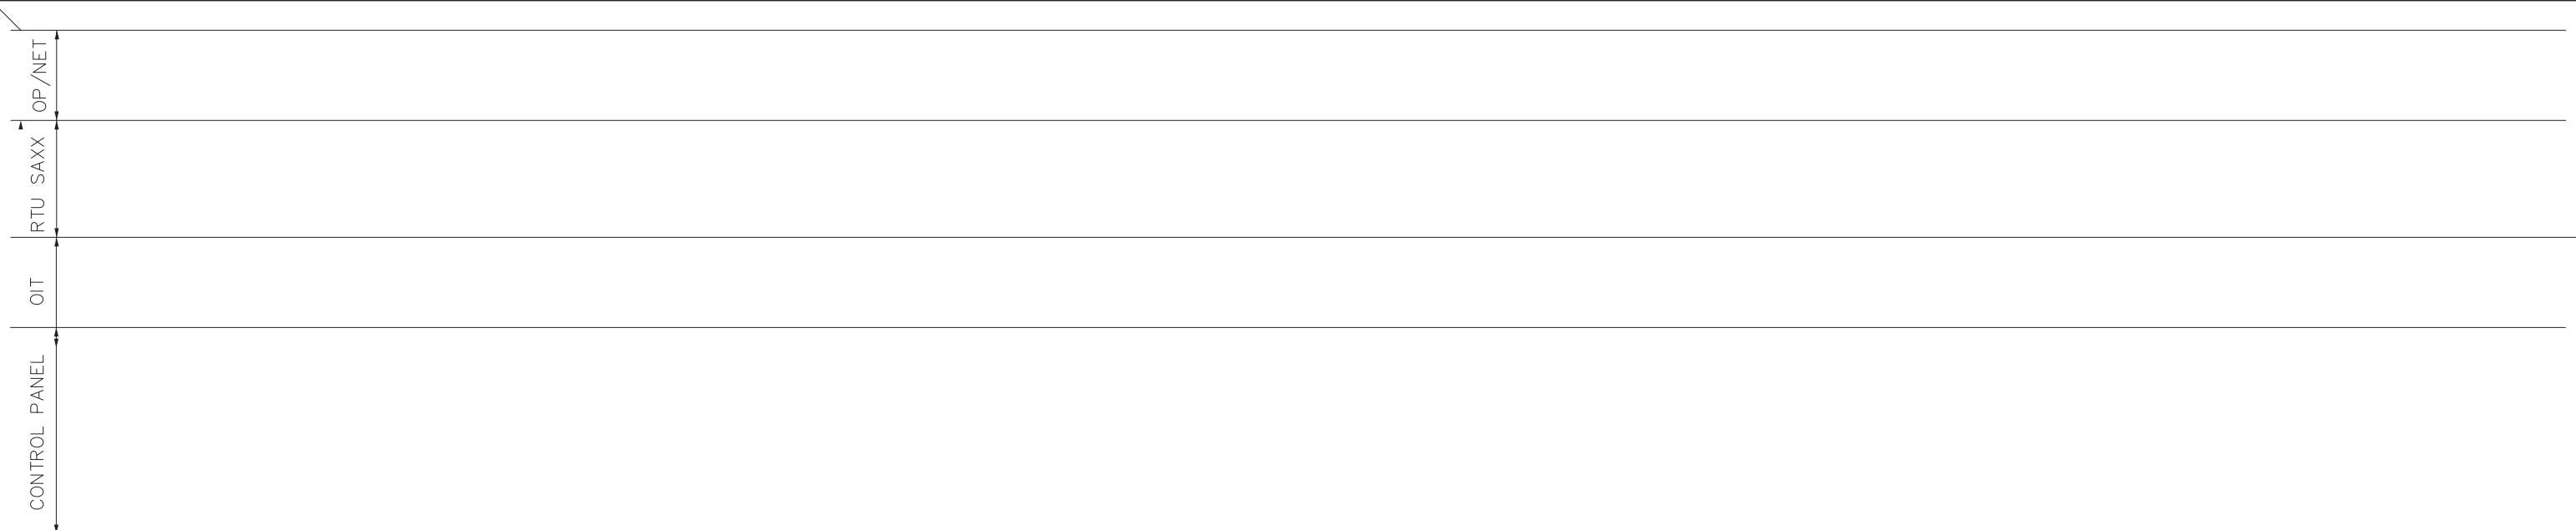 OP/NET
RTU SAXX
OIT
CONTROL PANEL